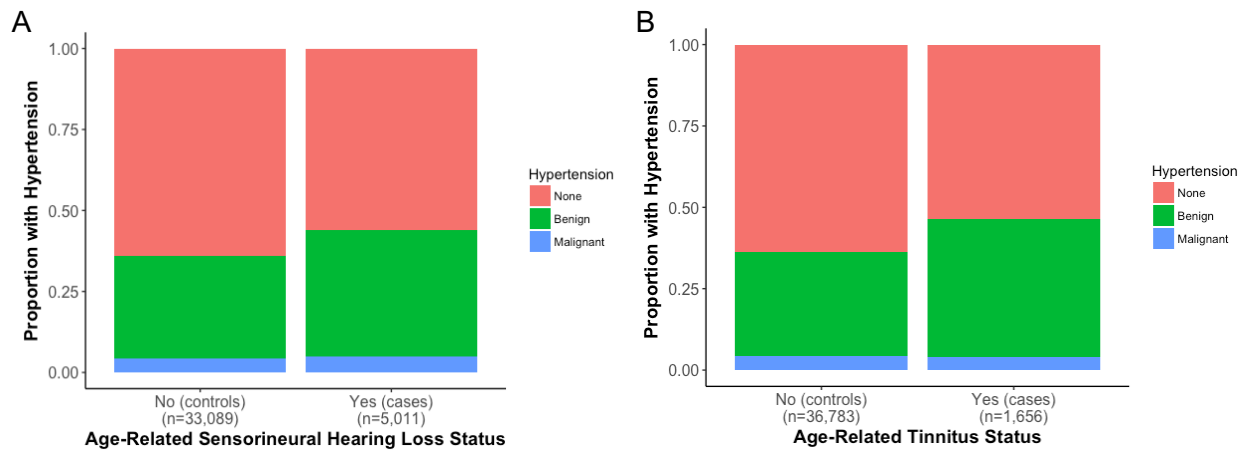 A
Proportion with Hypertension
1.00
0.75
0.50
0.25
0.00
No (controls)
(n=33,089)
Yes (cases)
(n=5,011)
Age-Related Sensorineural Hearing Loss Status
Hypertension
None
Benign
Malignant
B
Proportion with Hypertension
1.00
0.75
0.50
0.25
0.00
No (controls)
(n=36,783)
Yes (cases)
(n=1,656)
Age-Related Tinnitus Status
Hypertension
None
Benign
Malignant